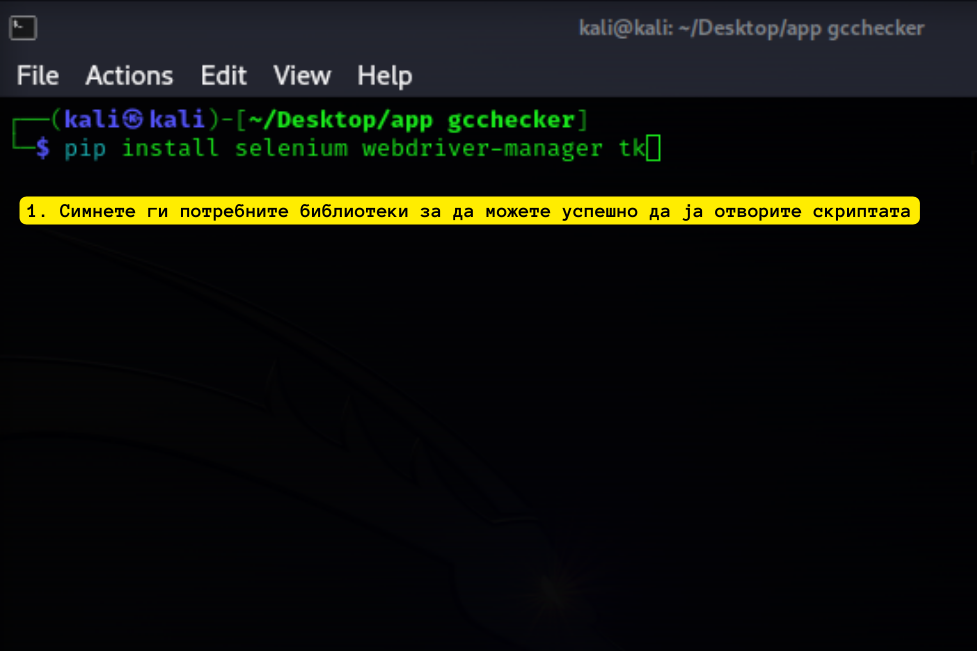 kali@kali: ~/Desktop/app gcchecker
File Actions Edit View Help
┌──(kali㉿kali)-[~/Desktop/app gcchecker]
└─$ pip install selenium webdriver-manager tk
1. Симнете ги потребните библиотеки за да можете успешно да ја отворите скриптата